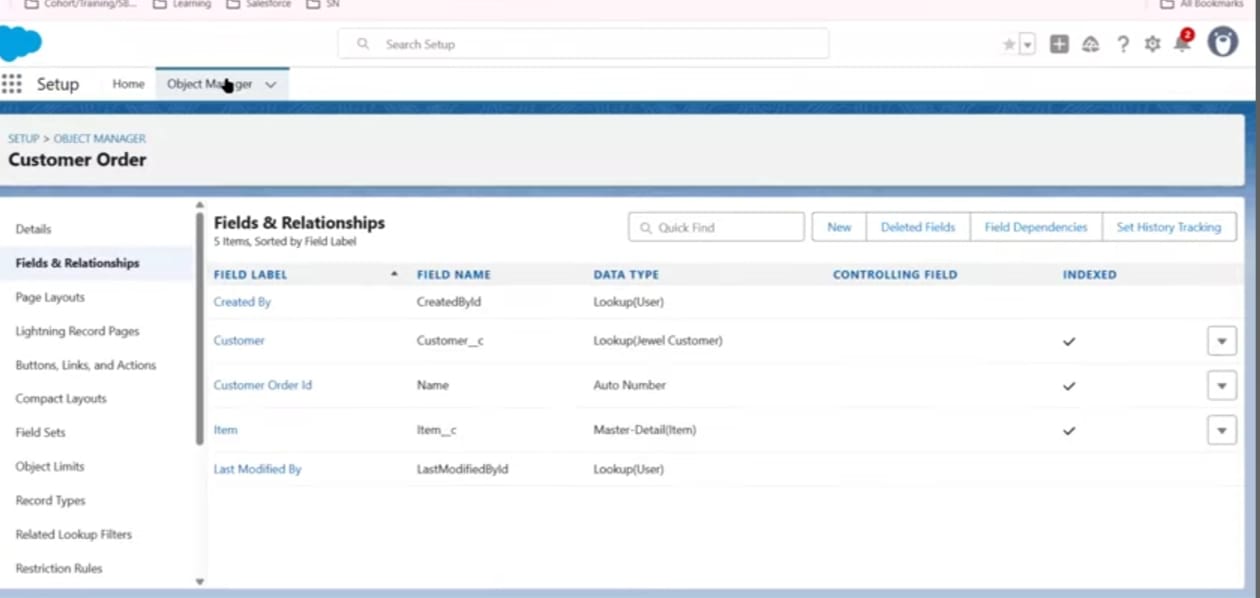 Cohort/Training/SB... Learning Salesforce SN All Bookmarks
Search Setup
2
Setup Home Object Manager
SETUP > OBJECT MANAGER
Customer Order
Details
Fields & Relationships
Page Layouts
Lightning Record Pages
Buttons, Links, and Actions
Compact Layouts
Field Sets
Object Limits
Record Types
Related Lookup Filters
Restriction Rules
Fields & Relationships
5 Items, Sorted by Field Label
Quick Find New Deleted Fields Field Dependencies Set History Tracking
FIELD LABEL FIELD NAME DATA TYPE CONTROLLING FIELD INDEXED
Created By CreatedById Lookup(User)
Customer Customer__c Lookup(Jewel Customer)
Customer Order Id Name Auto Number
Item Item__c Master-Detail(Item)
Last Modified By LastModifiedById Lookup(User)